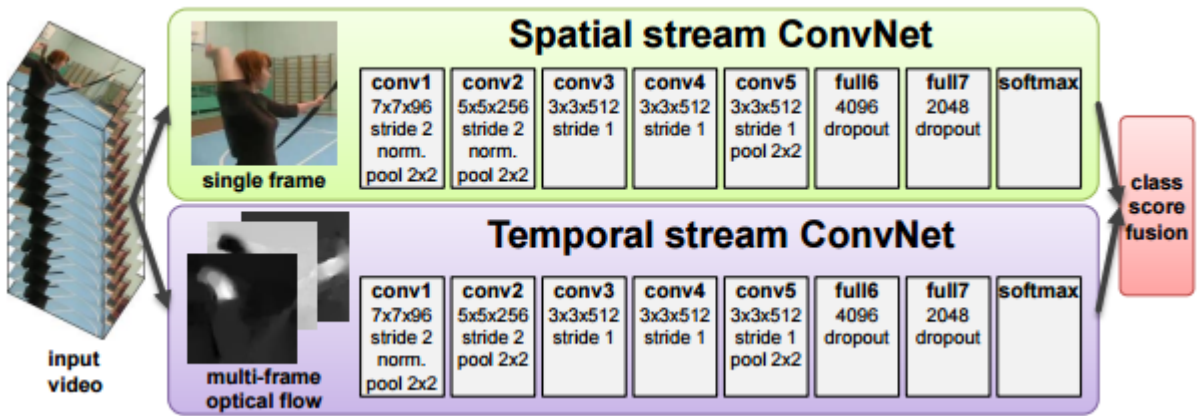 Spatial stream ConvNet
conv1
7x7x96
stride 2
norm.
pool 2x2
conv2
5x5x256
stride 2
norm.
pool 2x2
conv3
3x3x512
stride 1
conv4
3x3x512
stride 1
conv5
3x3x512
stride 1
pool 2x2
full6
4096
dropout
full7
2048
dropout
softmax
single frame
Temporal stream ConvNet
conv1
7x7x96
stride 2
norm.
pool 2x2
conv2
5x5x256
stride 2
pool 2x2
conv3
3x3x512
stride 1
conv4
3x3x512
stride 1
conv5
3x3x512
stride 1
pool 2x2
full6
4096
dropout
full7
2048
dropout
softmax
multi-frame
optical flow
input
video
class
score
fusion